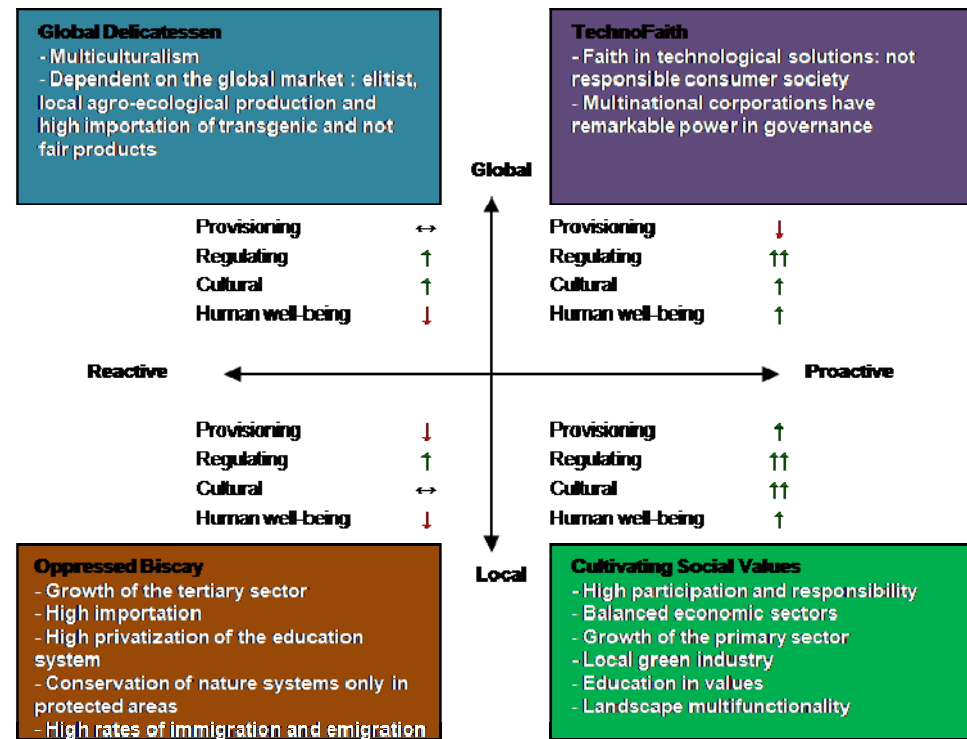 Global Delicatessen
- Multiculturalism
- Dependent on the global market : elitist,
local agro-ecological production and
high importation of transgenic and not
fair products
TechnoFaith
- Faith in technological solutions: not
responsible consumer society
- Multinational corporations have
remarkable power in governance
Global
Provisioning ↔
Regulating ↑
Cultural ↑
Human well-being ↓
Provisioning ↓
Regulating ↑↑
Cultural ↑
Human well-being ↑
Reactive
Proactive
Provisioning ↓
Regulating ↑
Cultural ↔
Human well-being ↓
Provisioning ↑
Regulating ↑↑
Cultural ↑↑
Human well-being ↑
Local
Oppressed Biscay
- Growth of the tertiary sector
- High importation
- High privatization of the education
system
- Conservation of nature systems only in
protected areas
- High rates of immigration and emigration
Cultivating Social Values
- High participation and responsibility
- Balanced economic sectors
- Growth of the primary sector
- Local green industry
- Education in values
- Landscape multifunctionality